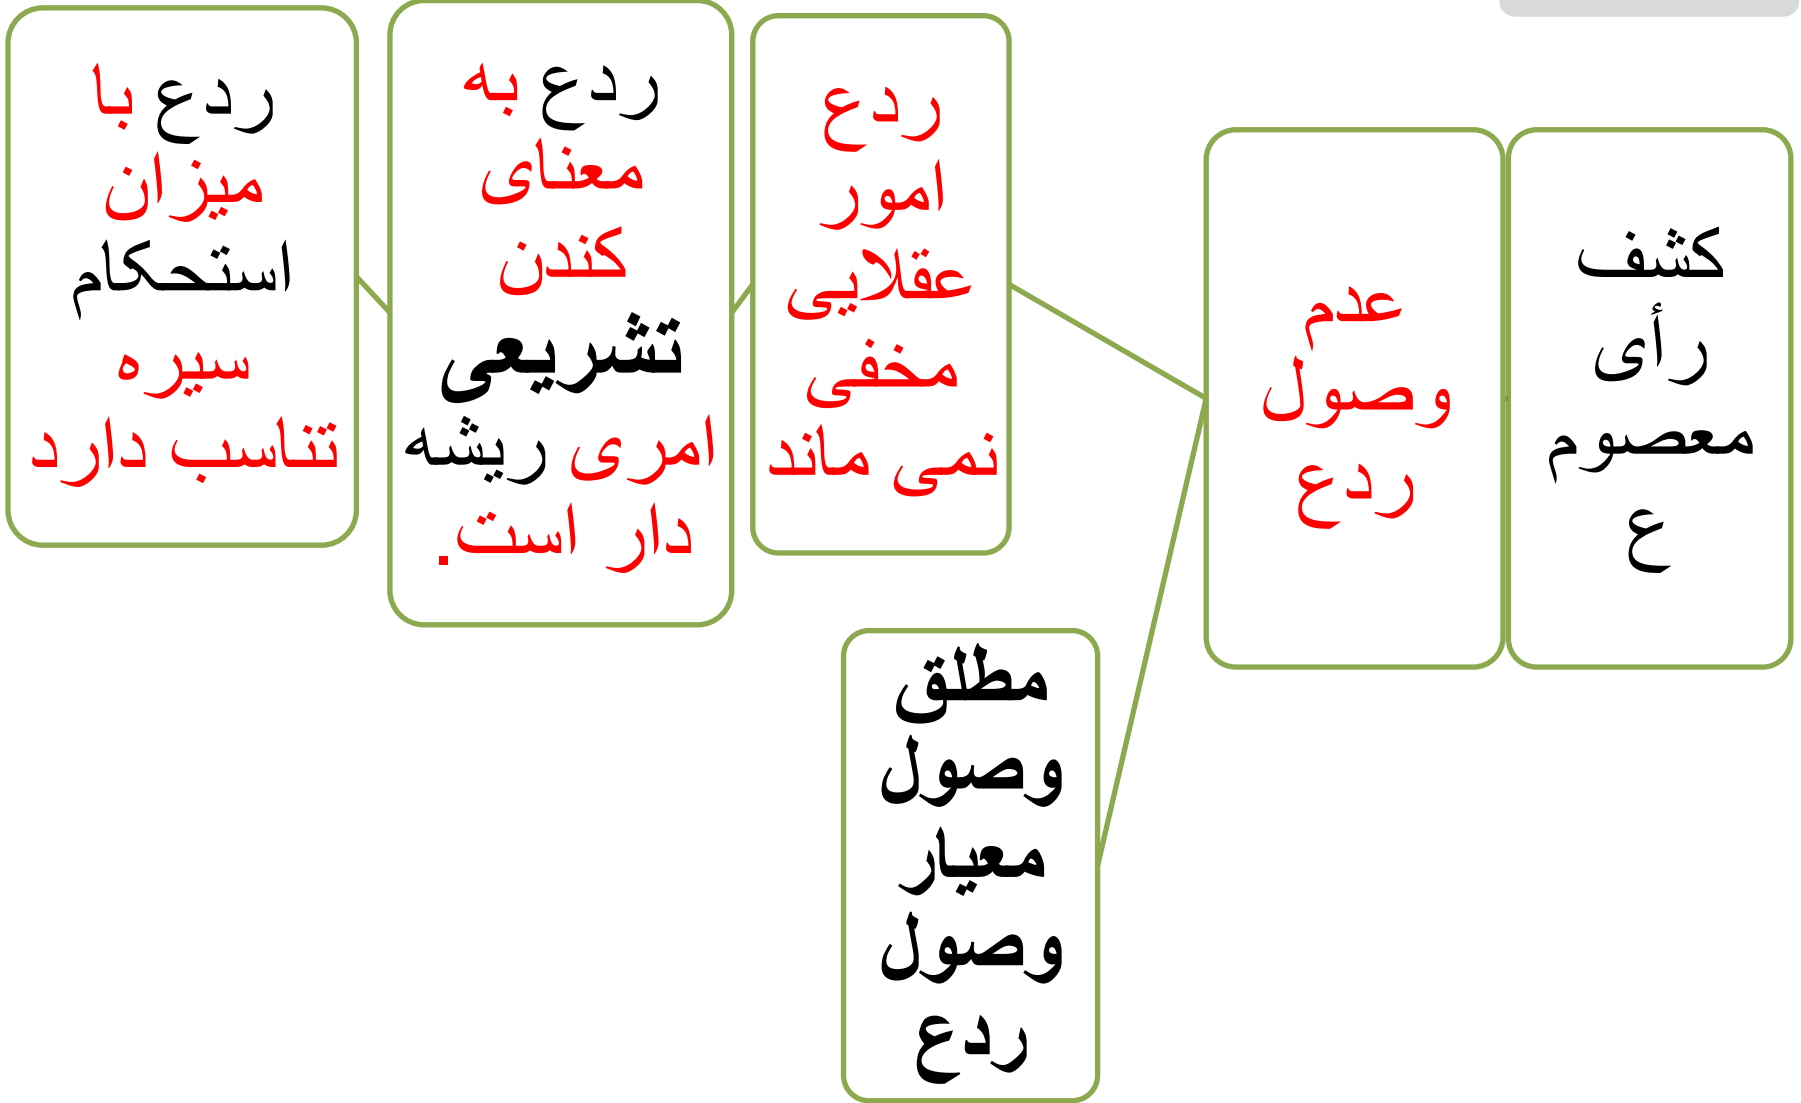 کشف
رأی
معصوم
ع
عدم
وصول
ردع
ردع
امور
عقلایی
مخفی
نمی ماند
ردع به
معنای
کندن
تشریعی
امری ریشه
دار است.
ردع با
میزان
استحکام
سیره
تناسب دارد
مطلق
وصول
معیار
وصول
ردع